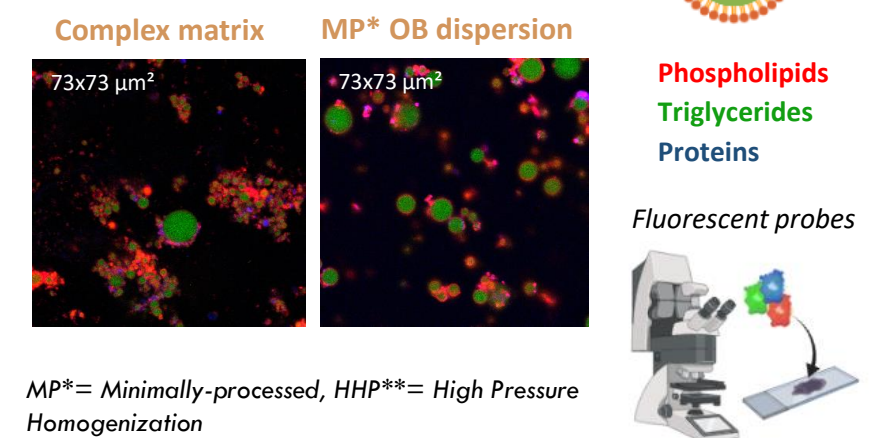 Complex matrix
MP* OB dispersion
73x73 µm²
73x73 µm²
Phospholipids
Triglycerides
Proteins
Fluorescent probes
MP*= Minimally-processed, HHP**= High Pressure
Homogenization